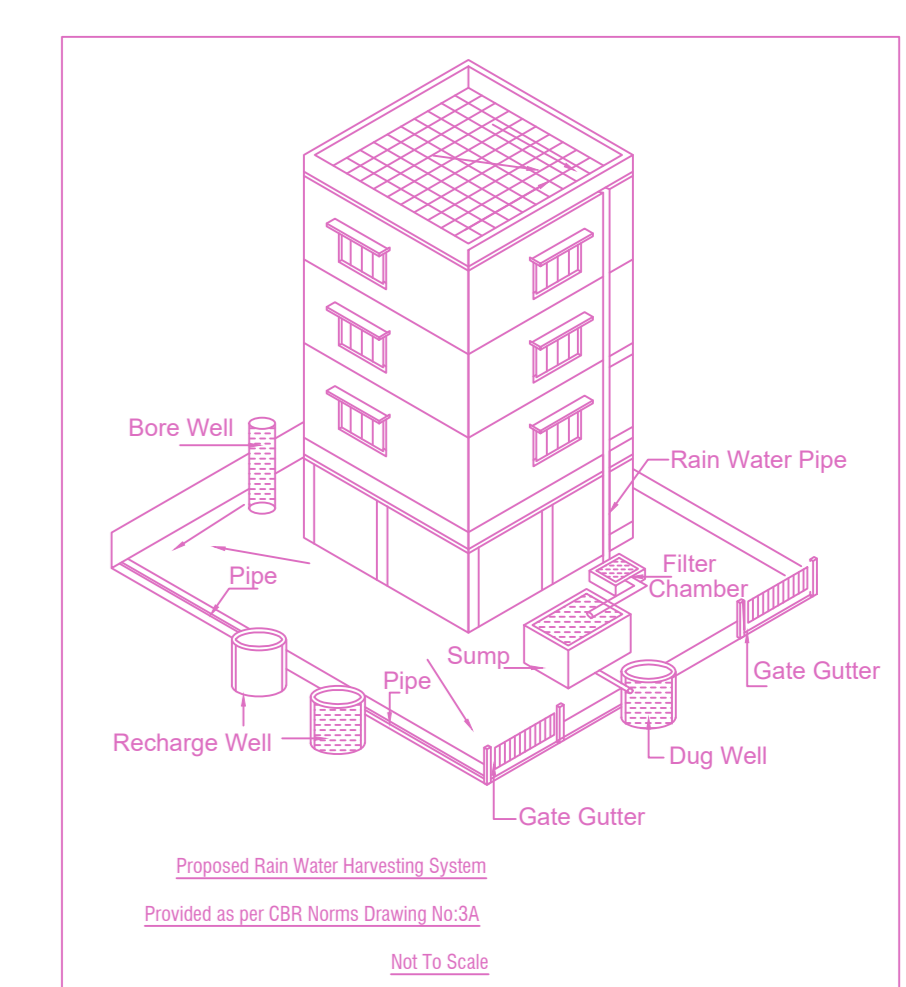 Bore Well
Rain Water Pipe
Filter
Chamber
Pipe
Sump
Pipe
Gate Gutter
Recharge Well
Dug Well
Gate Gutter
Proposed Rain Water Harvesting System
Provided as per CBR Norms Drawing No:3A
Not To Scale